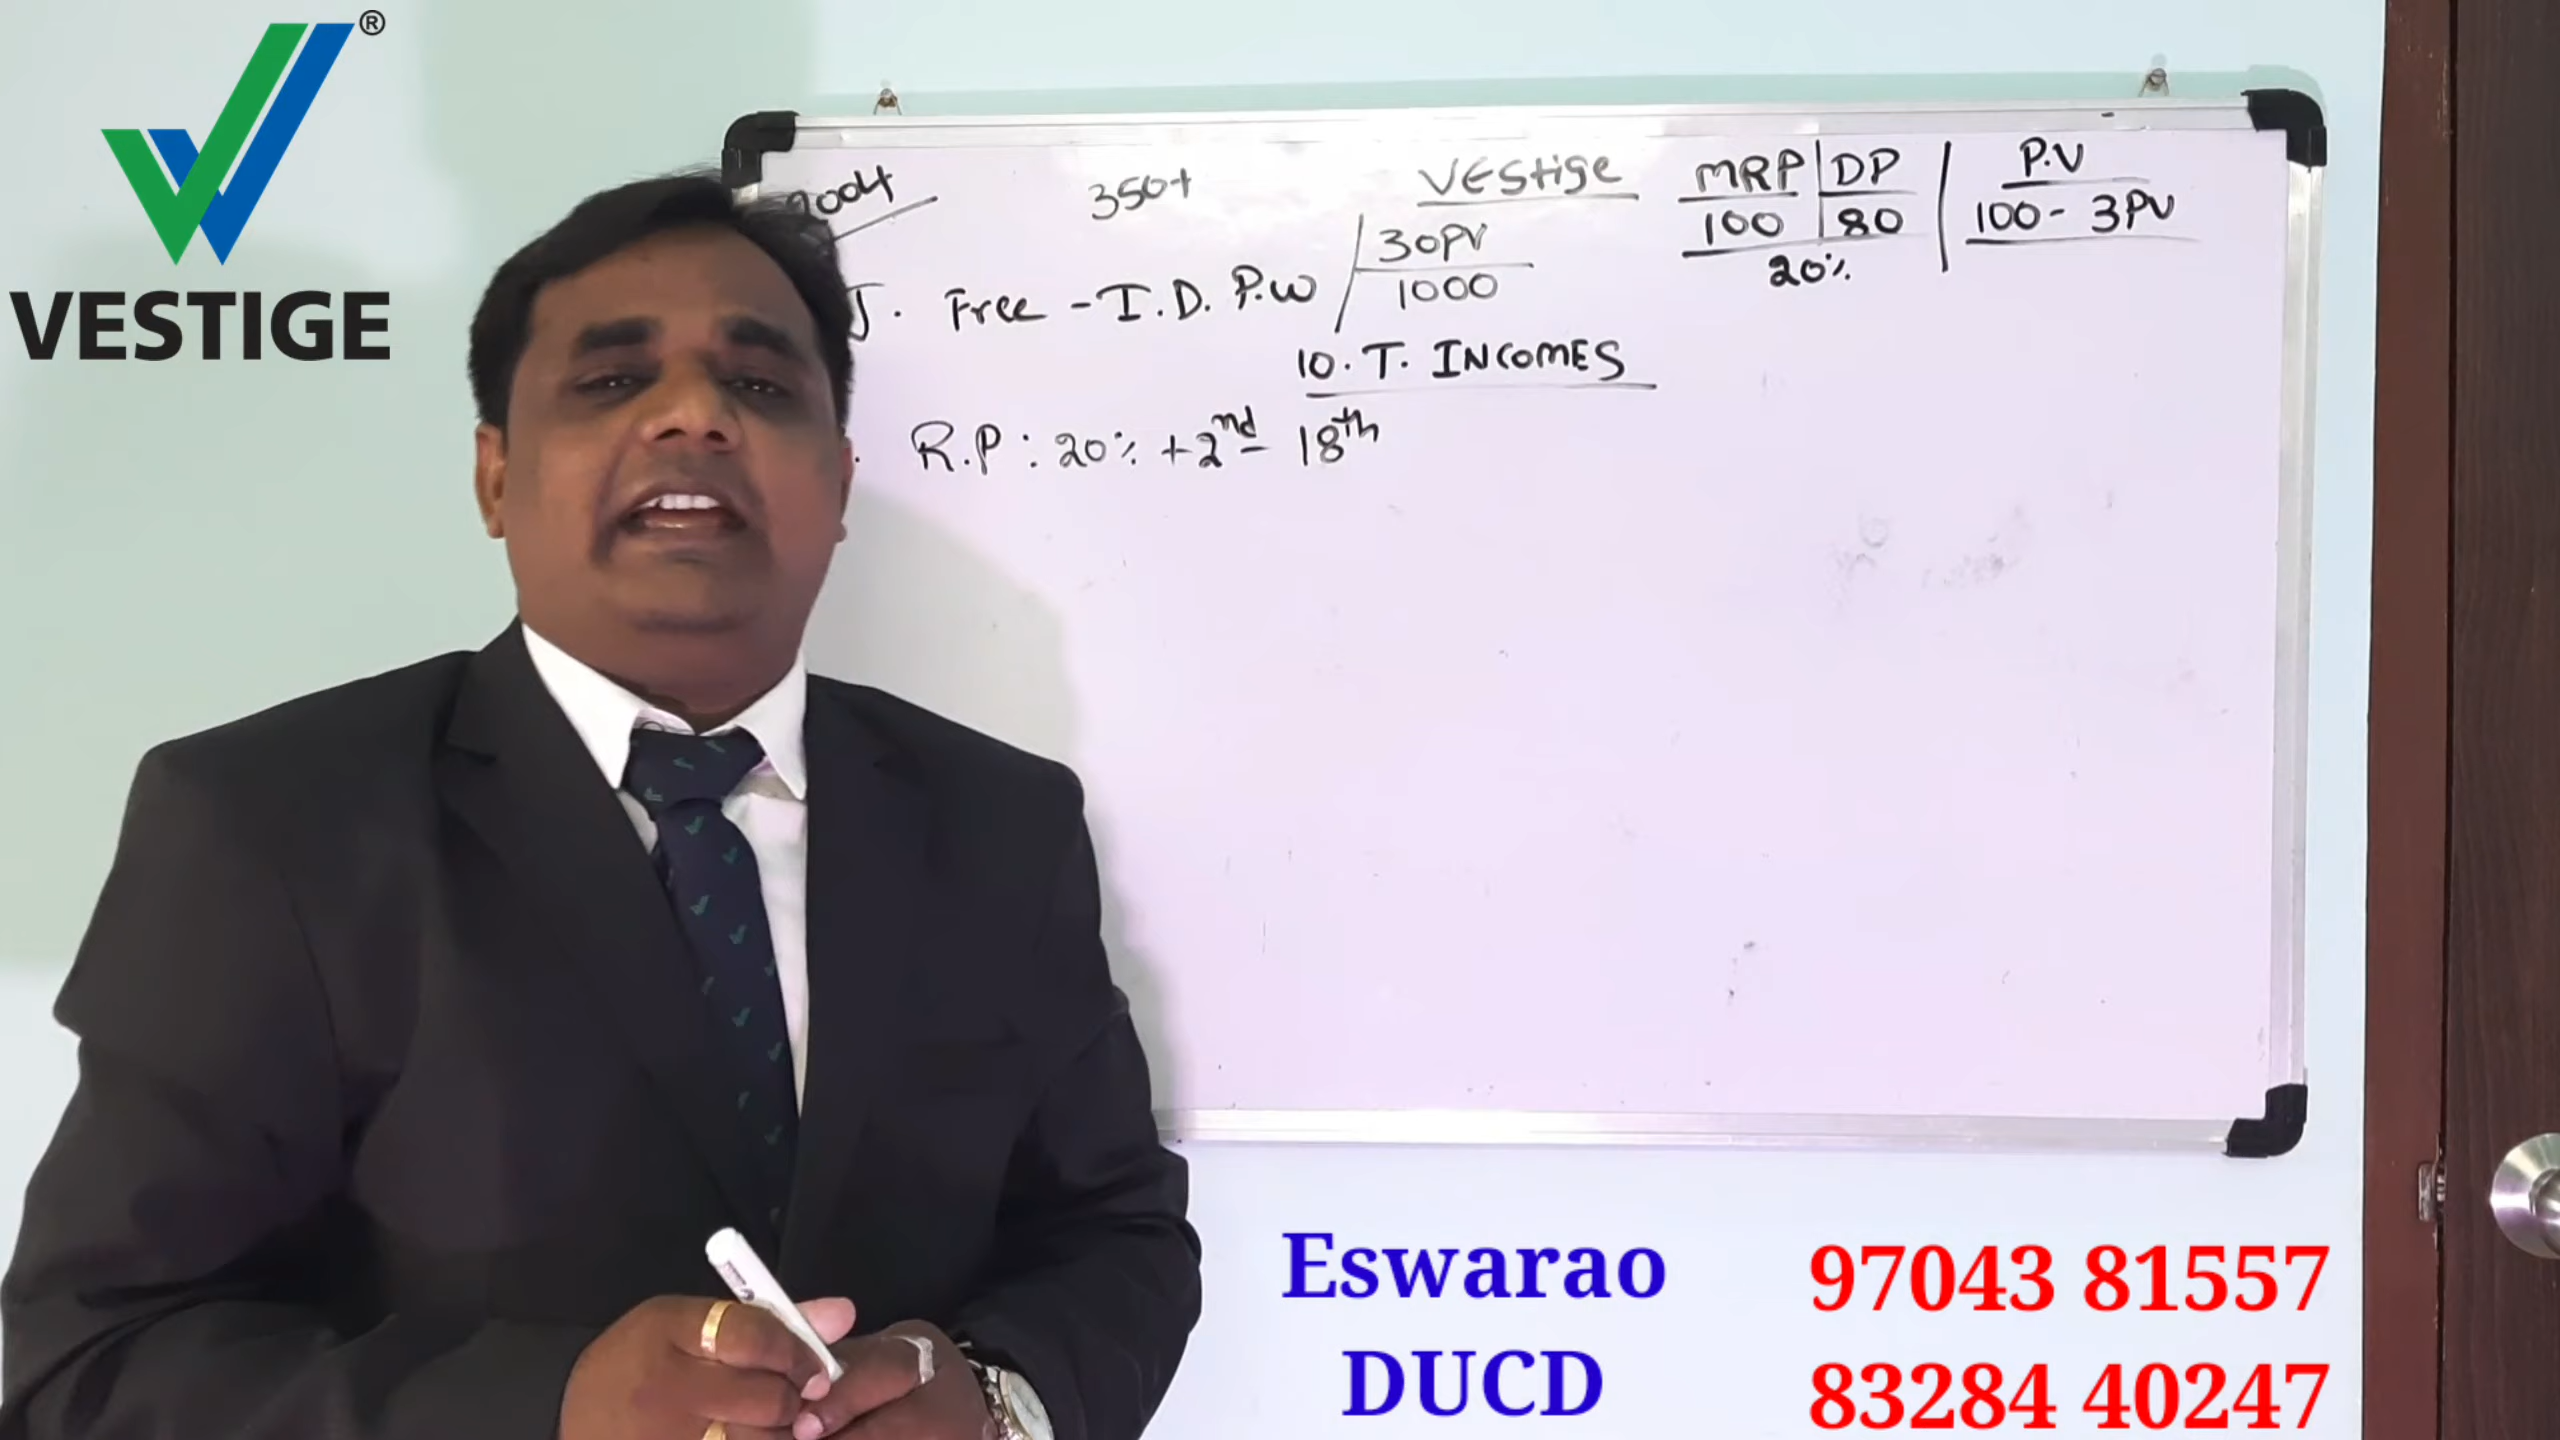 VESTIGE ®
2004 350+ VEStige MRP DP P.V
100 80 100 - 3PV
20%
J. Free - I.D. P.W 30PV
1000
10. T. INCOMES
R.P : 20% + 2nd 18th
Eswarao 97043 81557
DUCD 83284 40247